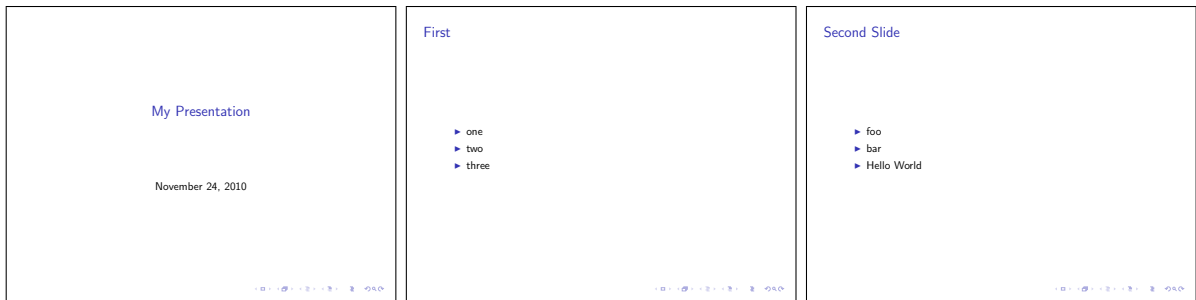 My Presentation
November 24, 2010
First
one
two
three
Second Slide
foo
bar
Hello World